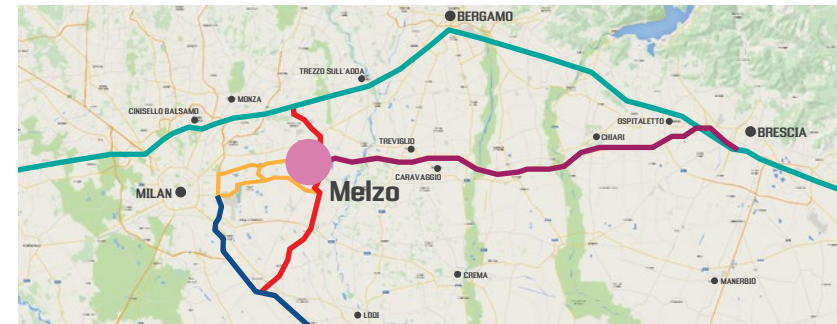 BERGAMO
TREZZO SULL'ADDA
MONZA
CINISELLO BALSAMO
OSPITALETTO
BRESCIA
CHIARI
TREVIGLIO
CARAVAGGIO
MILAN
Melzo
CREMA
MANERBIO
LODI